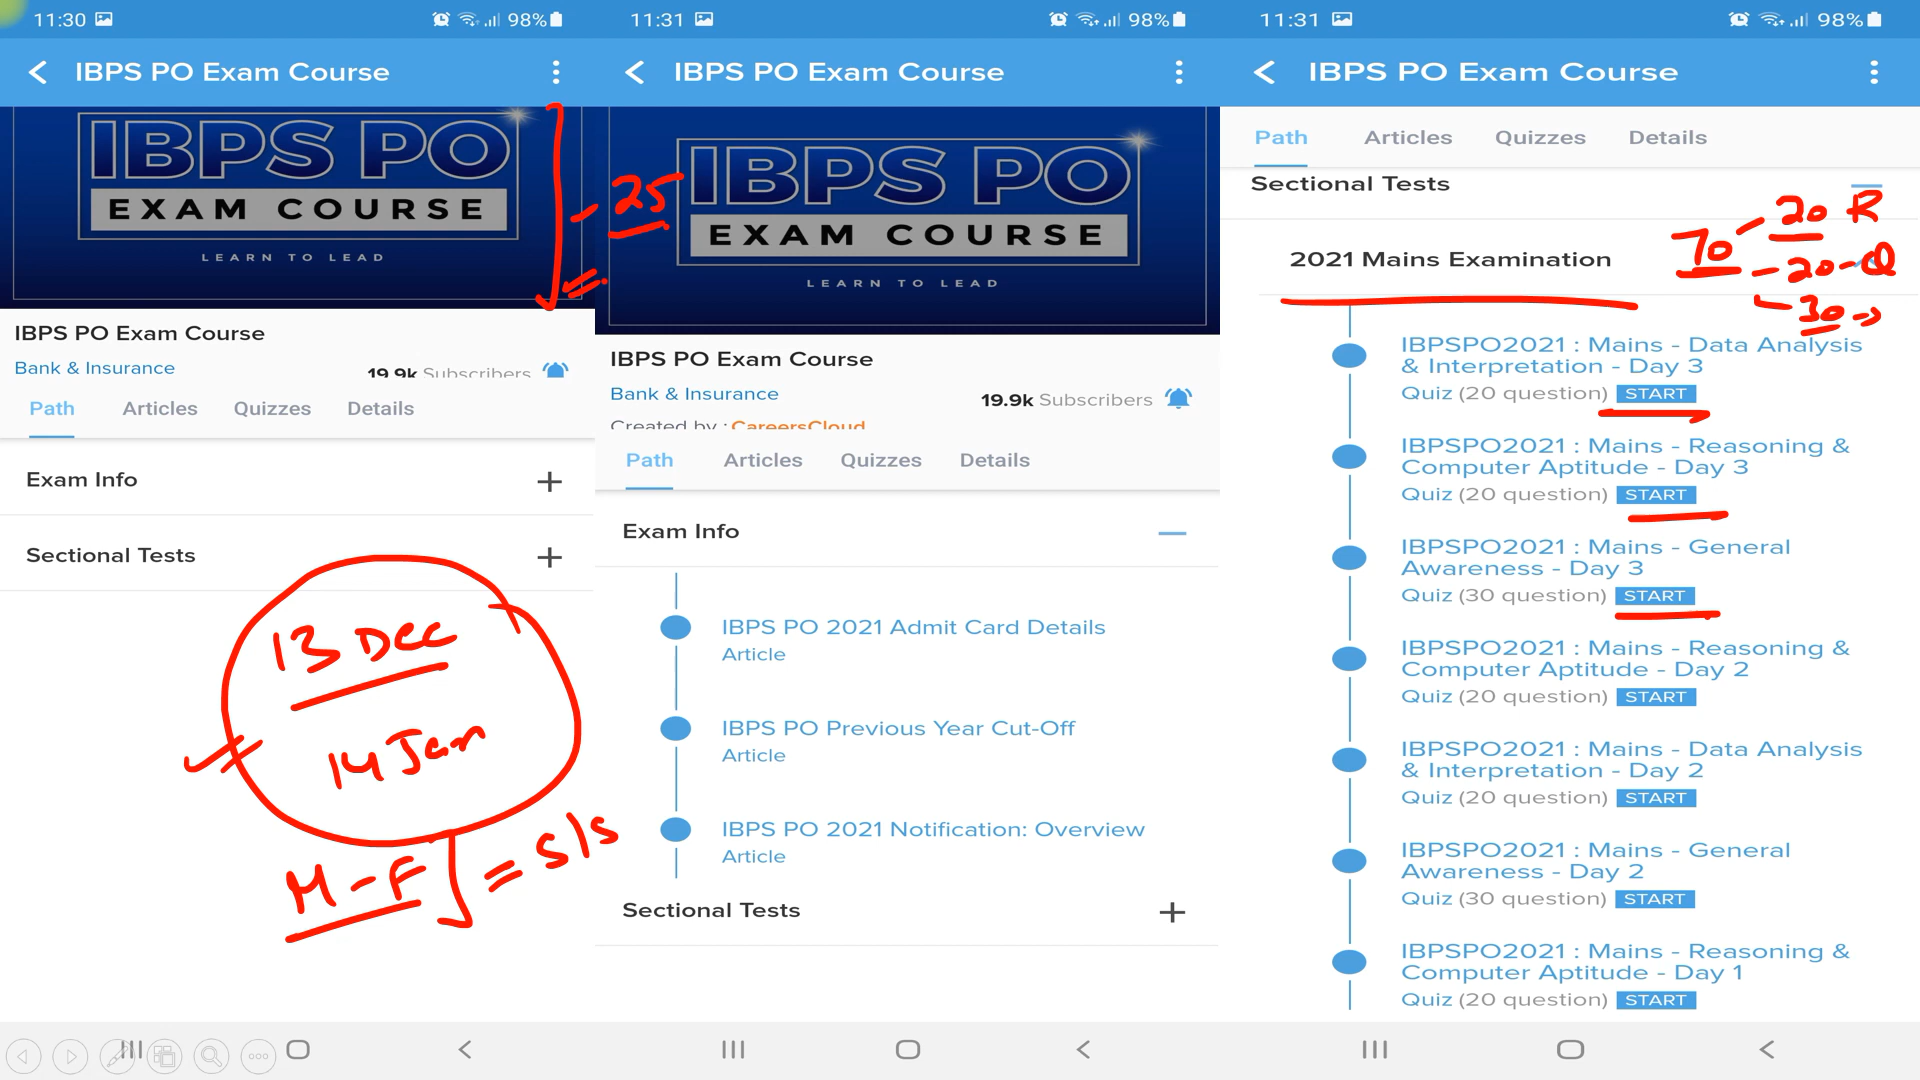 11:30
98%
IBPS PO Exam Course
IBPS PO
EXAM COURSE
LEARN TO LEAD
IBPS PO Exam Course
Bank & Insurance
19.9k Subscribers
Path Articles Quizzes Details
Exam Info
Sectional Tests
13 Dec
14 Jan
M-F = S/S
11:31
98%
IBPS PO Exam Course
- 25
IBPS PO
EXAM COURSE
LEARN TO LEAD
IBPS PO Exam Course
Bank & Insurance
19.9k Subscribers
Created by : CareersCloud
Path Articles Quizzes Details
Exam Info
IBPS PO 2021 Admit Card Details
Article
IBPS PO Previous Year Cut-Off
Article
IBPS PO 2021 Notification: Overview
Article
Sectional Tests
11:31
98%
IBPS PO Exam Course
Path Articles Quizzes Details
Sectional Tests
2021 Mains Examination
70 - 20 R
- 20 - Q
- 30 →
IBPSPO2021 : Mains - Data Analysis
& Interpretation - Day 3
Quiz (20 question) START
IBPSPO2021 : Mains - Reasoning &
Computer Aptitude - Day 3
Quiz (20 question) START
IBPSPO2021 : Mains - General
Awareness - Day 3
Quiz (30 question) START
IBPSPO2021 : Mains - Reasoning &
Computer Aptitude - Day 2
Quiz (20 question) START
IBPSPO2021 : Mains - Data Analysis
& Interpretation - Day 2
Quiz (20 question) START
IBPSPO2021 : Mains - General
Awareness - Day 2
Quiz (30 question) START
IBPSPO2021 : Mains - Reasoning &
Computer Aptitude - Day 1
Quiz (20 question) START